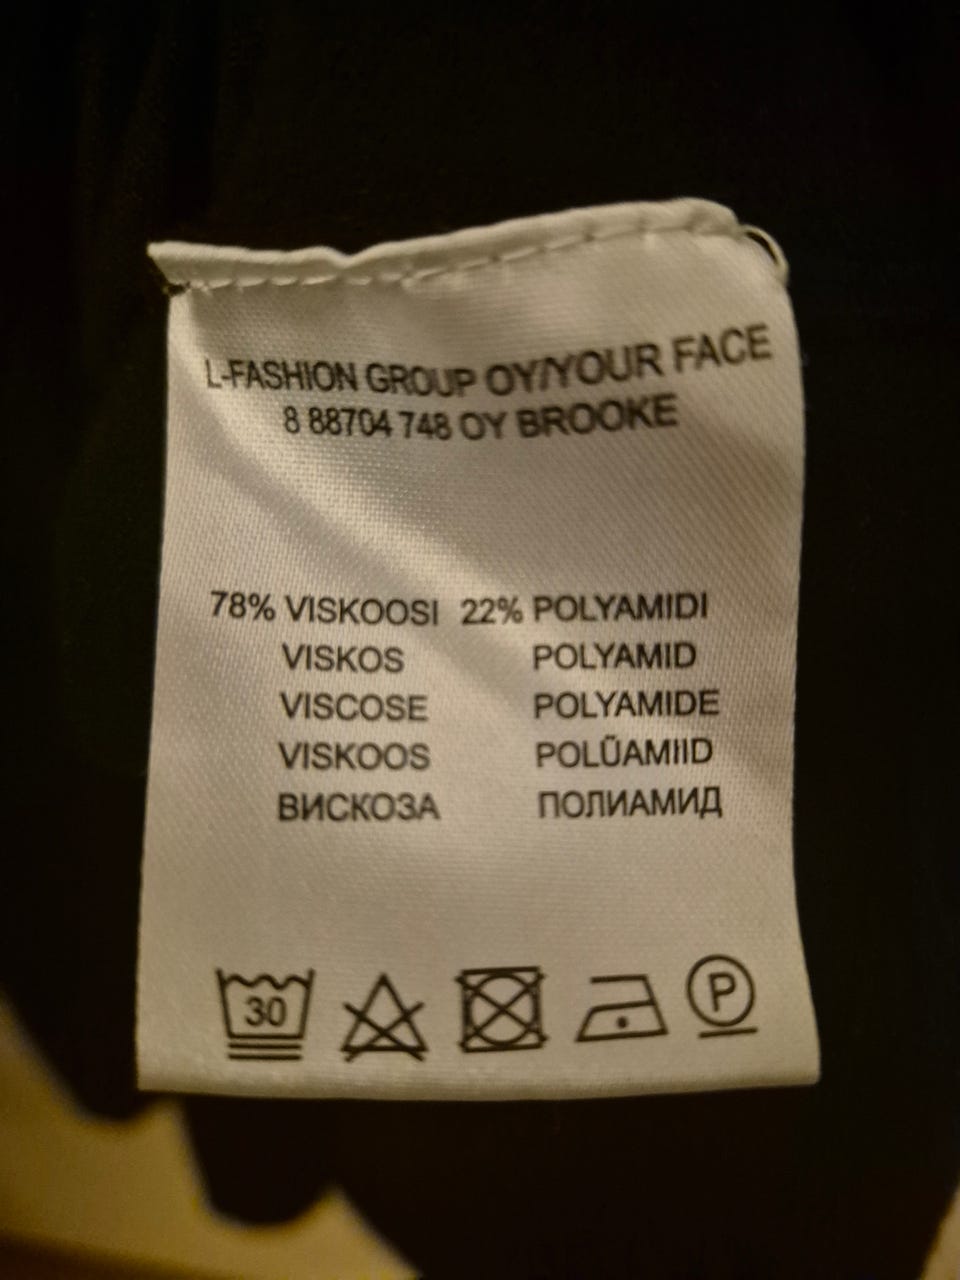 L-FASHION GROUP OY/YOUR FACE
8 88704 748 OY BROOKE
78% VISKOOSI 22% POLYAMIDI
VISKOS POLYAMID
VISCOSE POLYAMIDE
VISKOOS POLÜAMIID
ВИСКОЗА ПОЛИАМИД
30 P